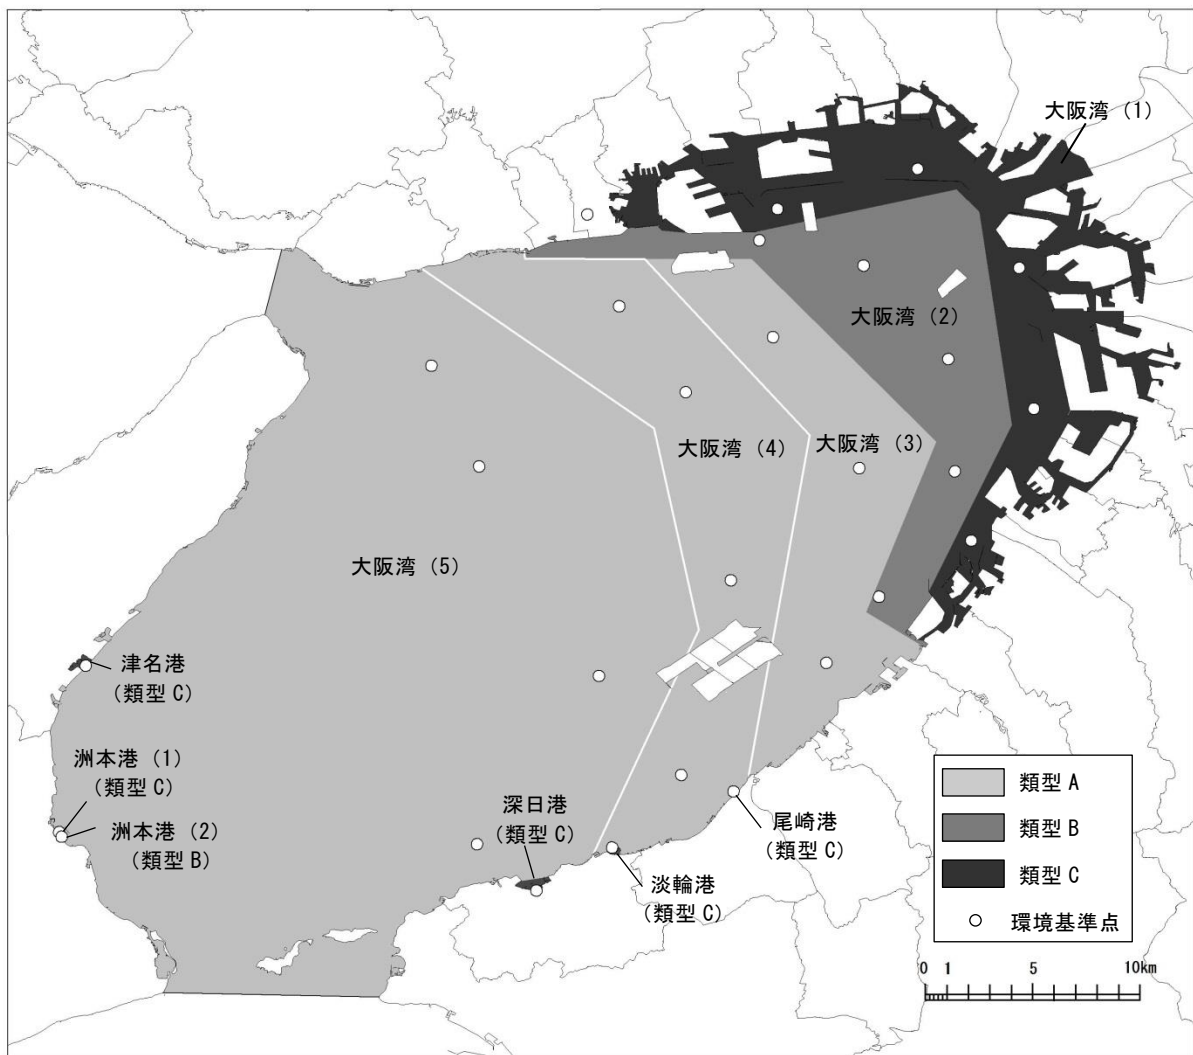 大阪湾（1）
大阪湾（2）
大阪湾（3）
大阪湾（4）
大阪湾（5）
津名港
（類型 C）
洲本港（1）
（類型 C）
洲本港（2）
（類型 B）
深日港
（類型 C）
淡輪港
（類型 C）
尾崎港
（類型 C）
類型 A
類型 B
類型 C
環境基準点
0 1 5 10km